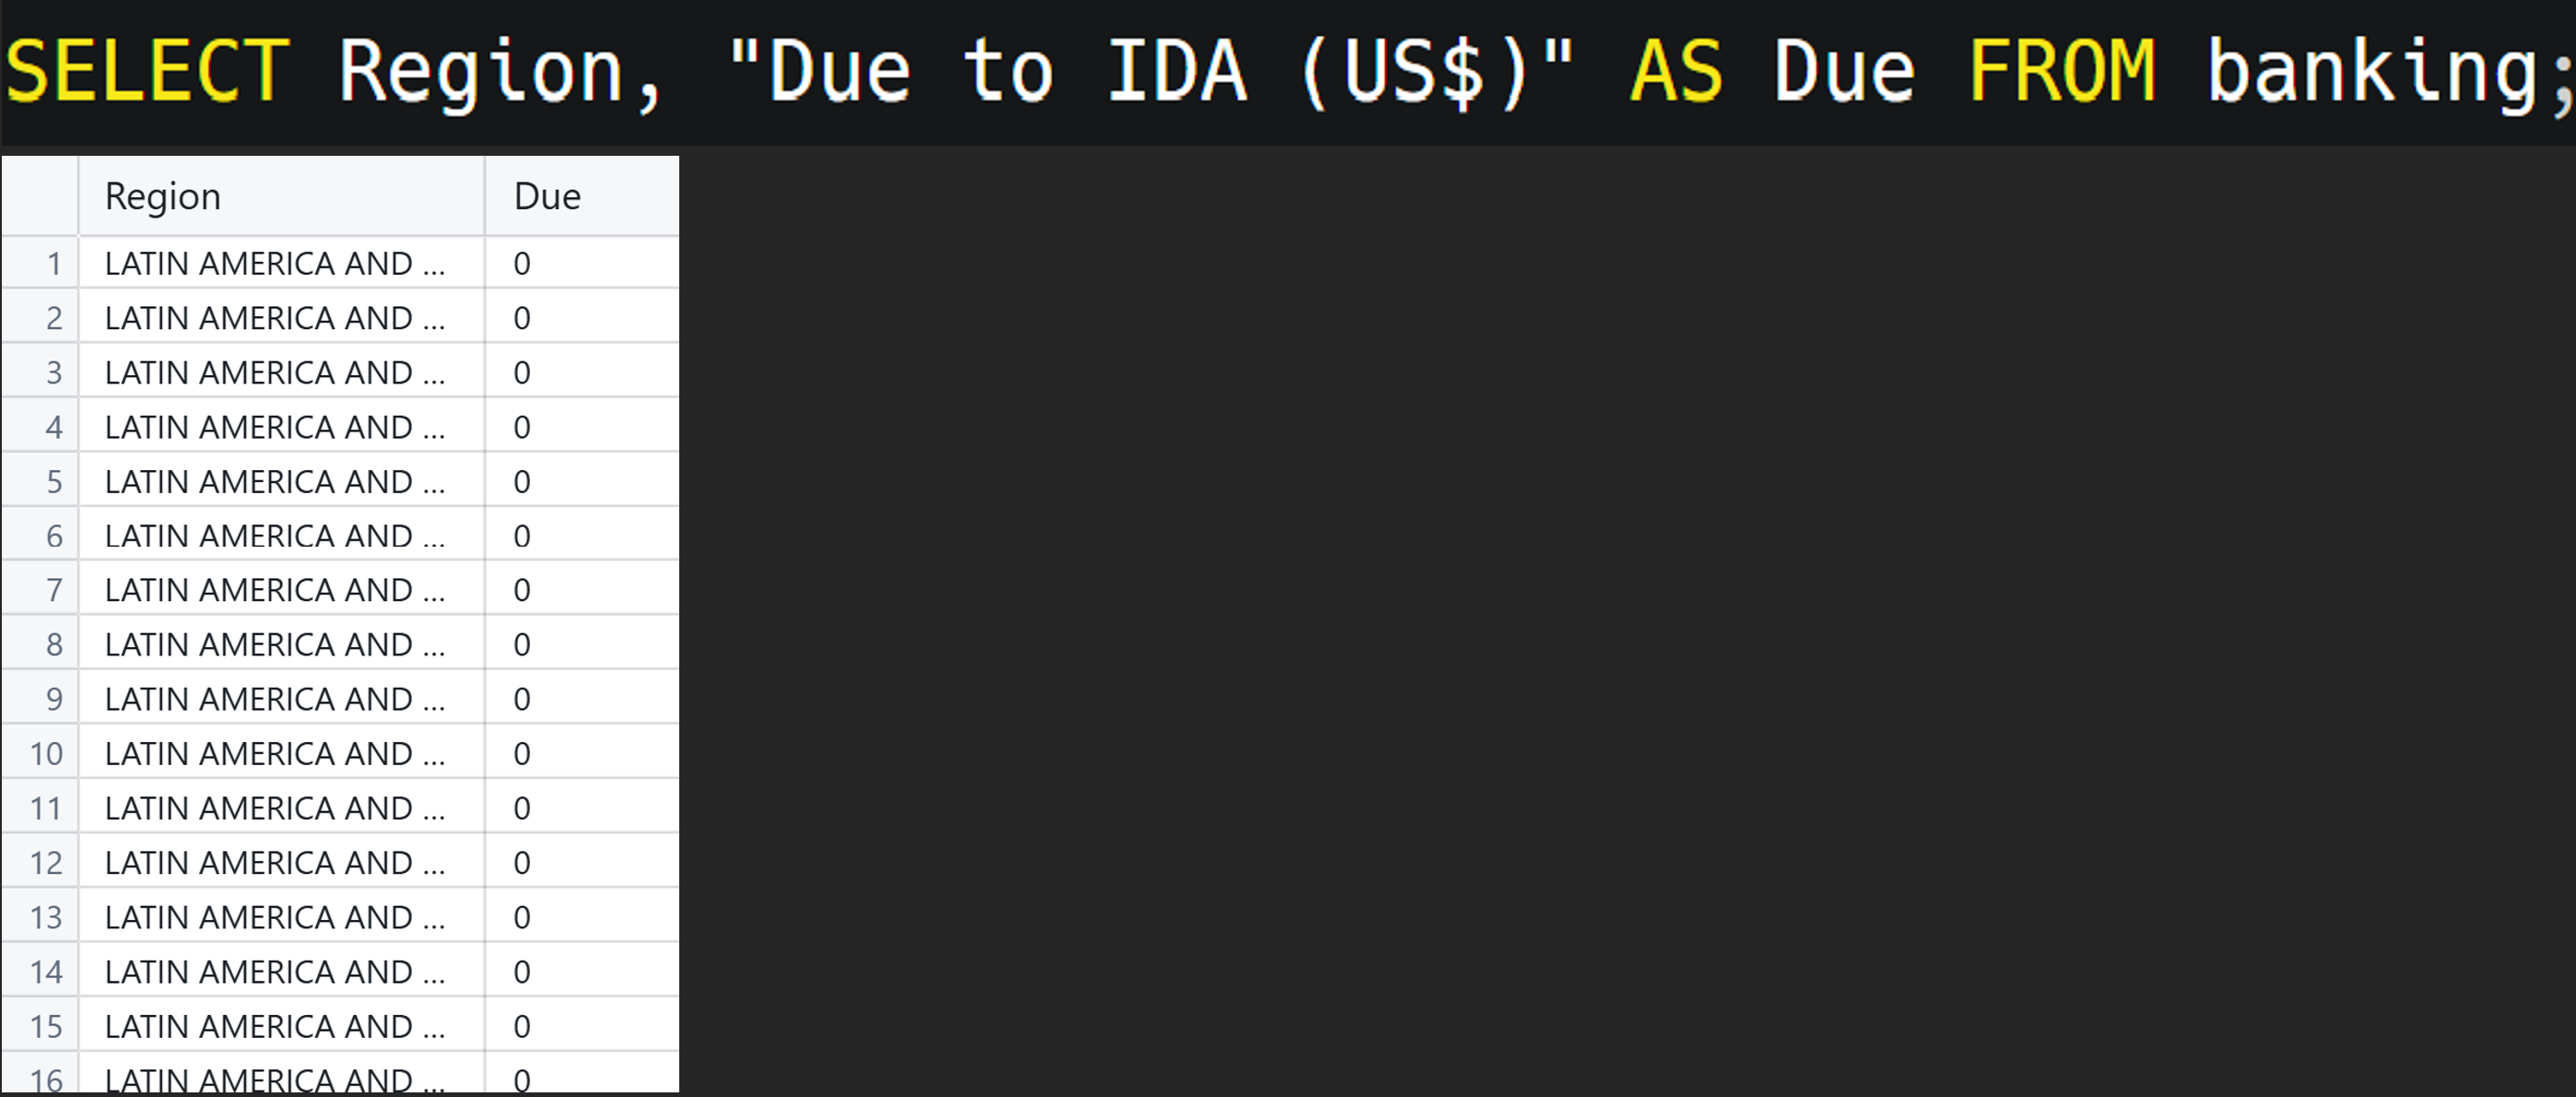 SELECT Region, "Due to IDA (US$)" AS Due FROM banking;
Region Due
1 LATIN AMERICA AND ... 0
2 LATIN AMERICA AND ... 0
3 LATIN AMERICA AND ... 0
4 LATIN AMERICA AND ... 0
5 LATIN AMERICA AND ... 0
6 LATIN AMERICA AND ... 0
7 LATIN AMERICA AND ... 0
8 LATIN AMERICA AND ... 0
9 LATIN AMERICA AND ... 0
10 LATIN AMERICA AND ... 0
11 LATIN AMERICA AND ... 0
12 LATIN AMERICA AND ... 0
13 LATIN AMERICA AND ... 0
14 LATIN AMERICA AND ... 0
15 LATIN AMERICA AND ... 0
16 LATIN AMERICA AND ... 0